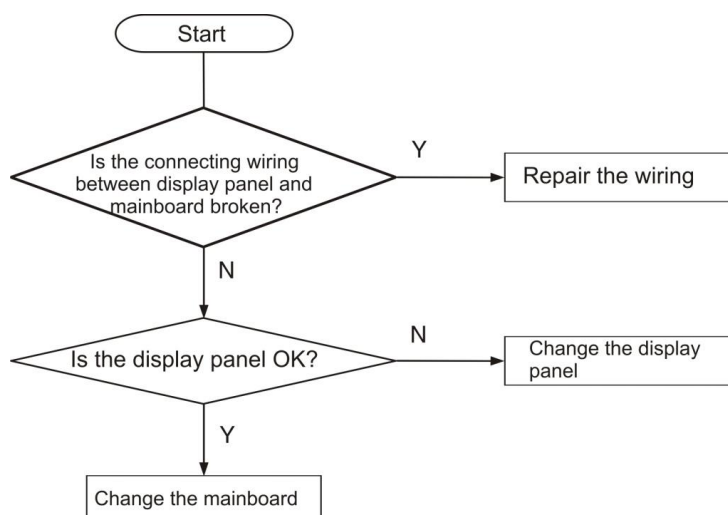 Start
Is the connecting wiring
between display panel and
mainboard broken?
Y
Repair the wiring
N
Is the display panel OK?
N
Change the display
panel
Y
Change the mainboard